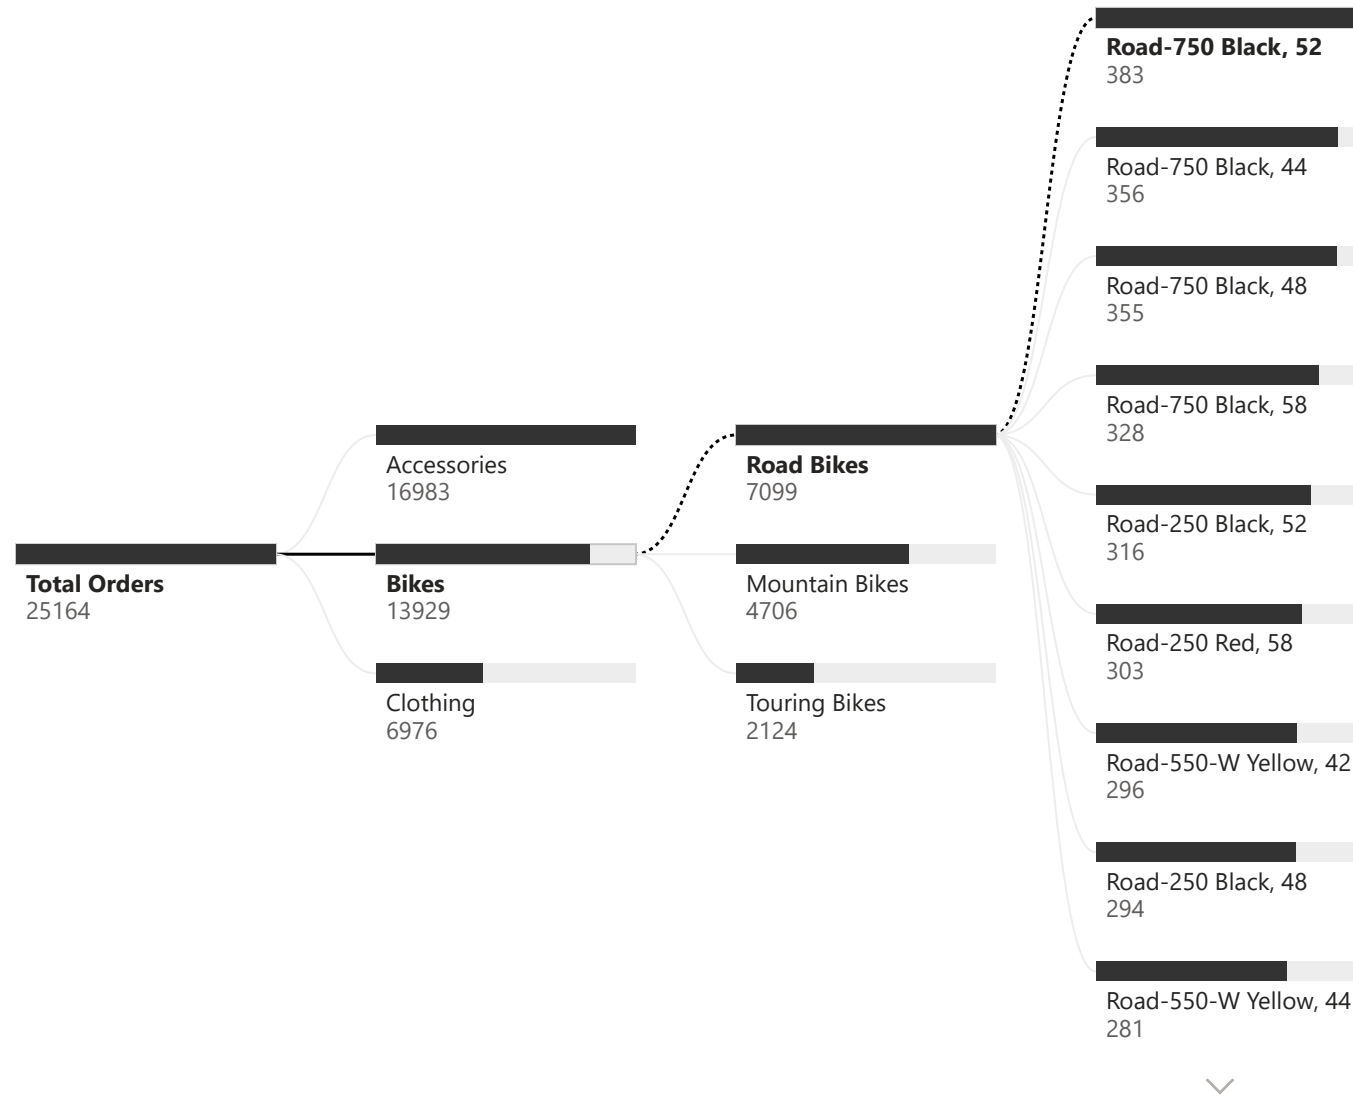 Total Orders
25164
Accessories
16983
Bikes
13929
Clothing
6976
Road Bikes
7099
Mountain Bikes
4706
Touring Bikes
2124
Road-750 Black, 52
383
Road-750 Black, 44
356
Road-750 Black, 48
355
Road-750 Black, 58
328
Road-250 Black, 52
316
Road-250 Red, 58
303
Road-550-W Yellow, 42
296
Road-250 Black, 48
294
Road-550-W Yellow, 44
281